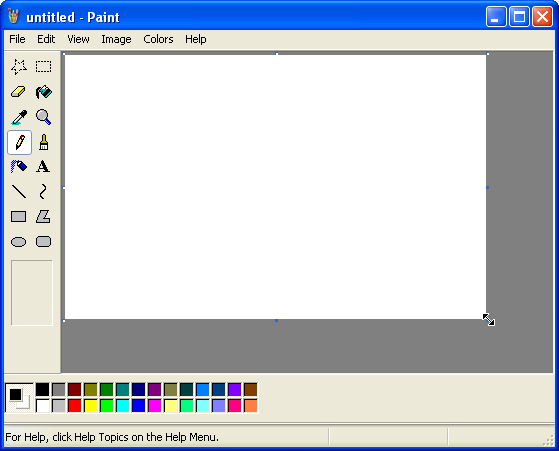 untitled - Paint
File Edit View Image Colors Help
A
For Help, click Help Topics on the Help Menu.